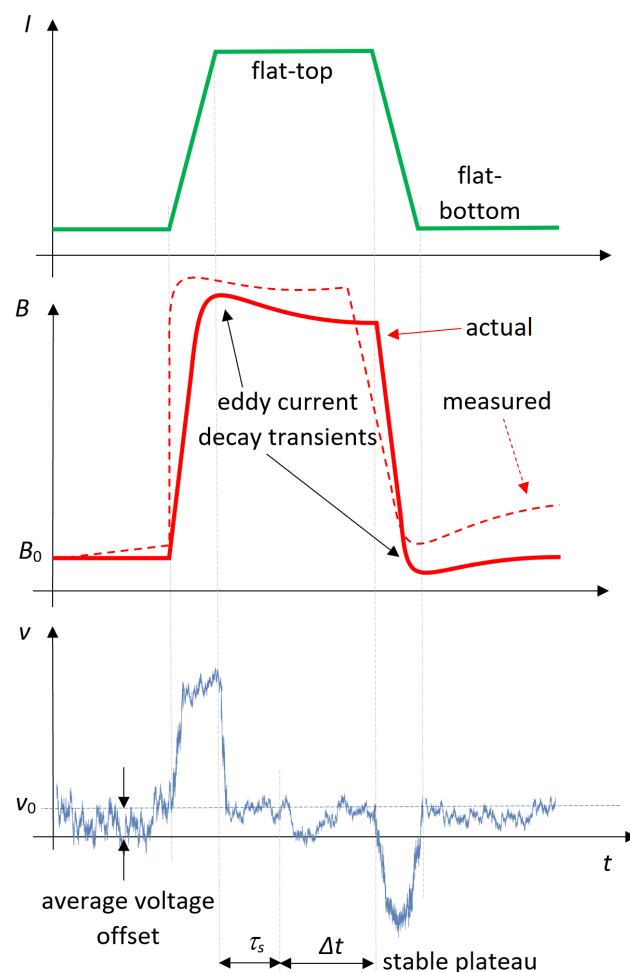 I
flat-top
flat-
bottom
B
actual
eddy current
decay transients
measured
B₀
v
v₀
t
average voltage
offset
τₛ
Δt
stable plateau